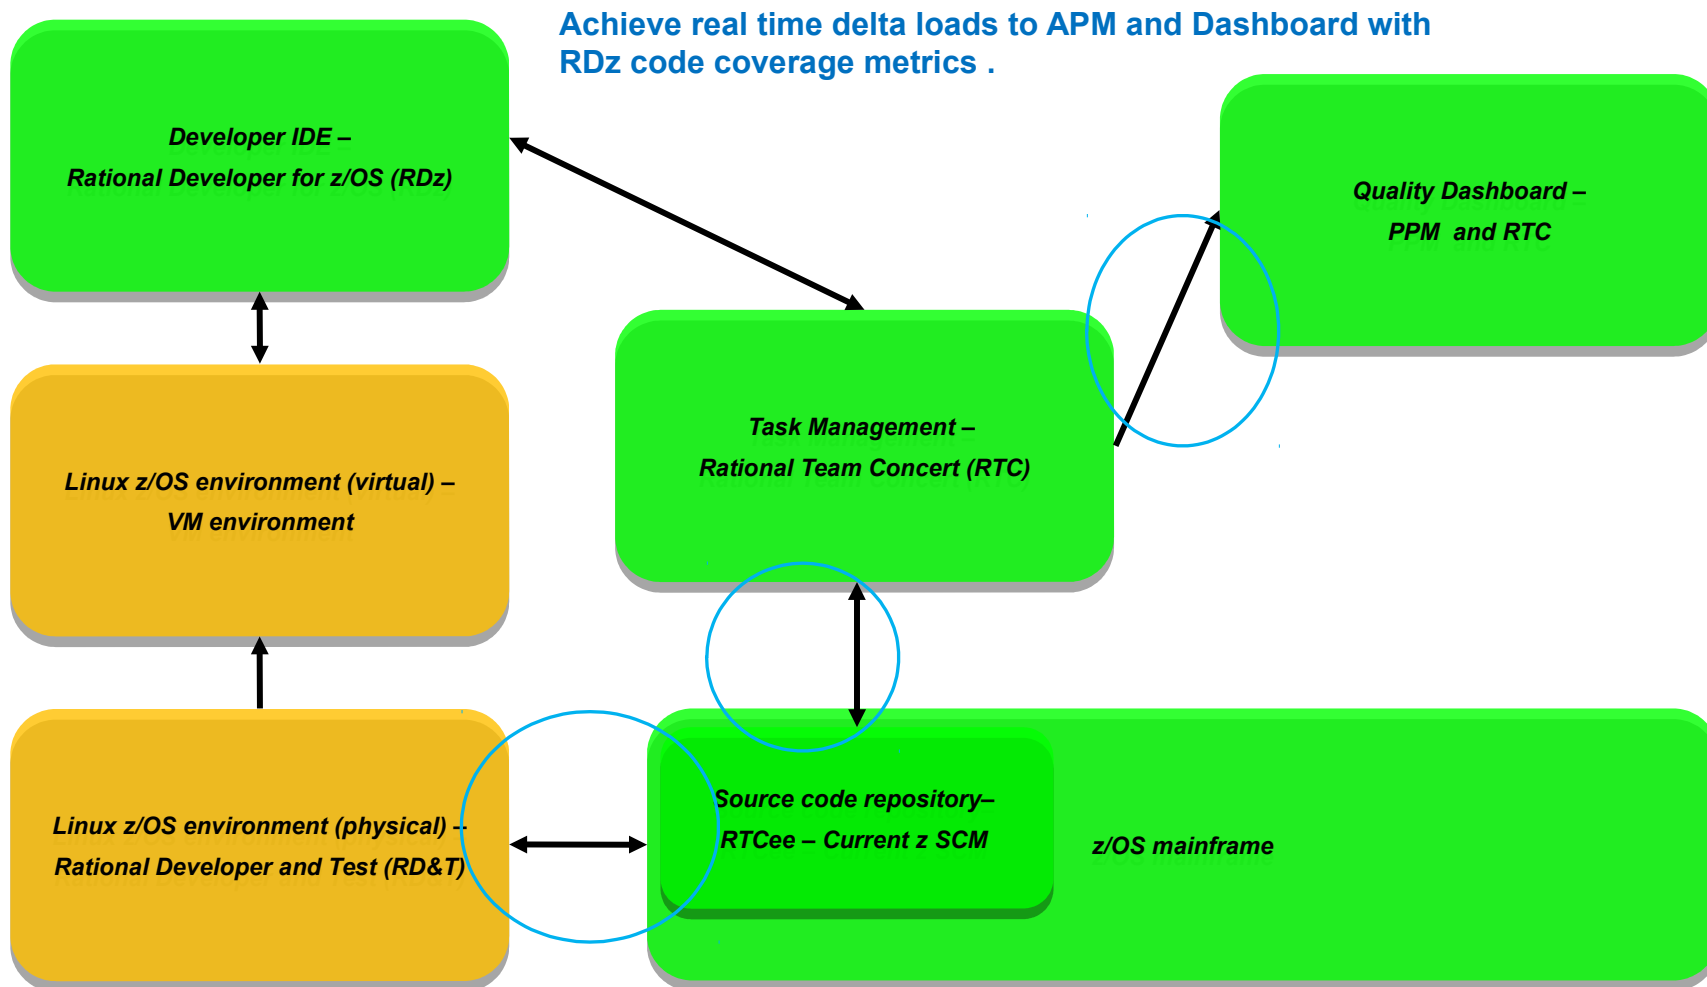 Achieve real time delta loads to APM and Dashboard with
RDz code coverage metrics .
Developer IDE –
Rational Developer for z/OS (RDz)
Quality Dashboard –
PPM and RTC
Task Management –
Rational Team Concert (RTC)
Linux z/OS environment (virtual) –
VM environment
Source code repository–
RTCee – Current z SCM
z/OS mainframe
Linux z/OS environment (physical) –
Rational Developer and Test (RD&T)